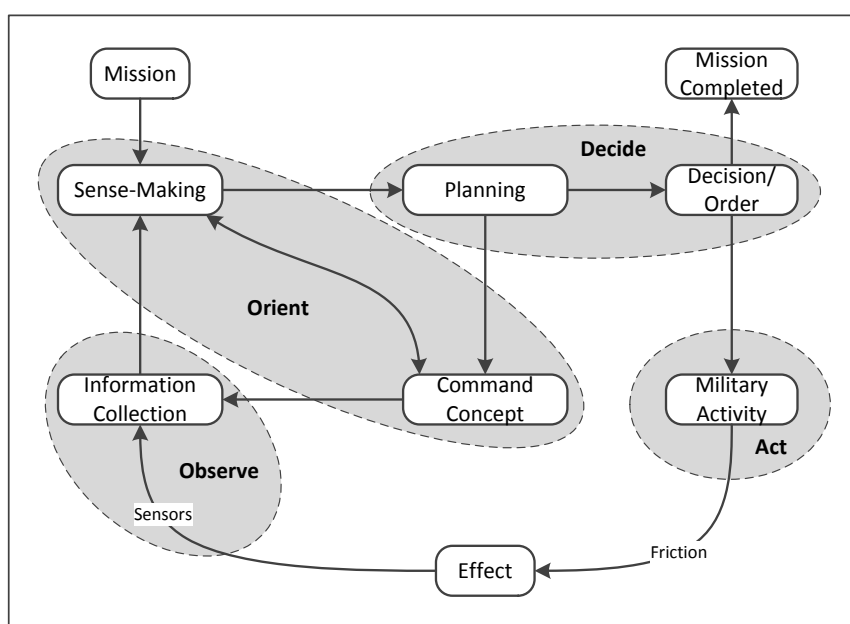 Mission
Mission
Completed
Decide
Sense-Making
Planning
Decision/
Order
Orient
Information
Collection
Command
Concept
Military
Activity
Observe
Act
Sensors
Friction
Effect